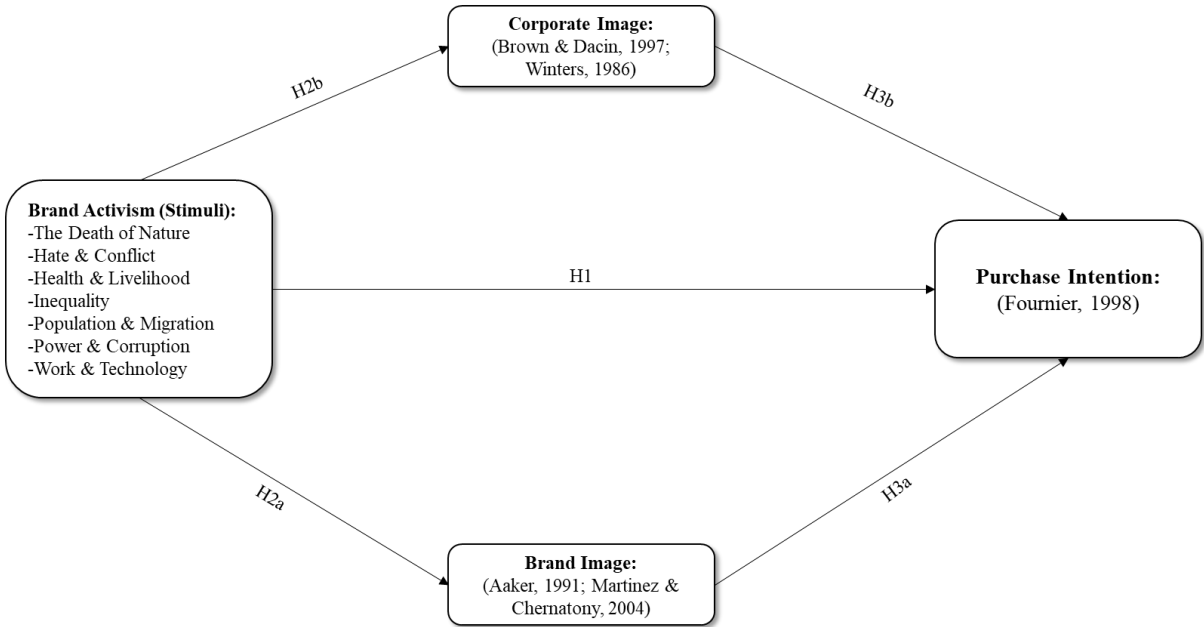 Corporate Image:
(Brown & Dacin, 1997;
Winters, 1986)
H2b
H3b
Brand Activism (Stimuli):
-The Death of Nature
-Hate & Conflict
-Health & Livelihood
-Inequality
-Population & Migration
-Power & Corruption
-Work & Technology
H1
Purchase Intention:
(Fournier, 1998)
H2a
H3a
Brand Image:
(Aaker, 1991; Martinez &
Chernatony, 2004)